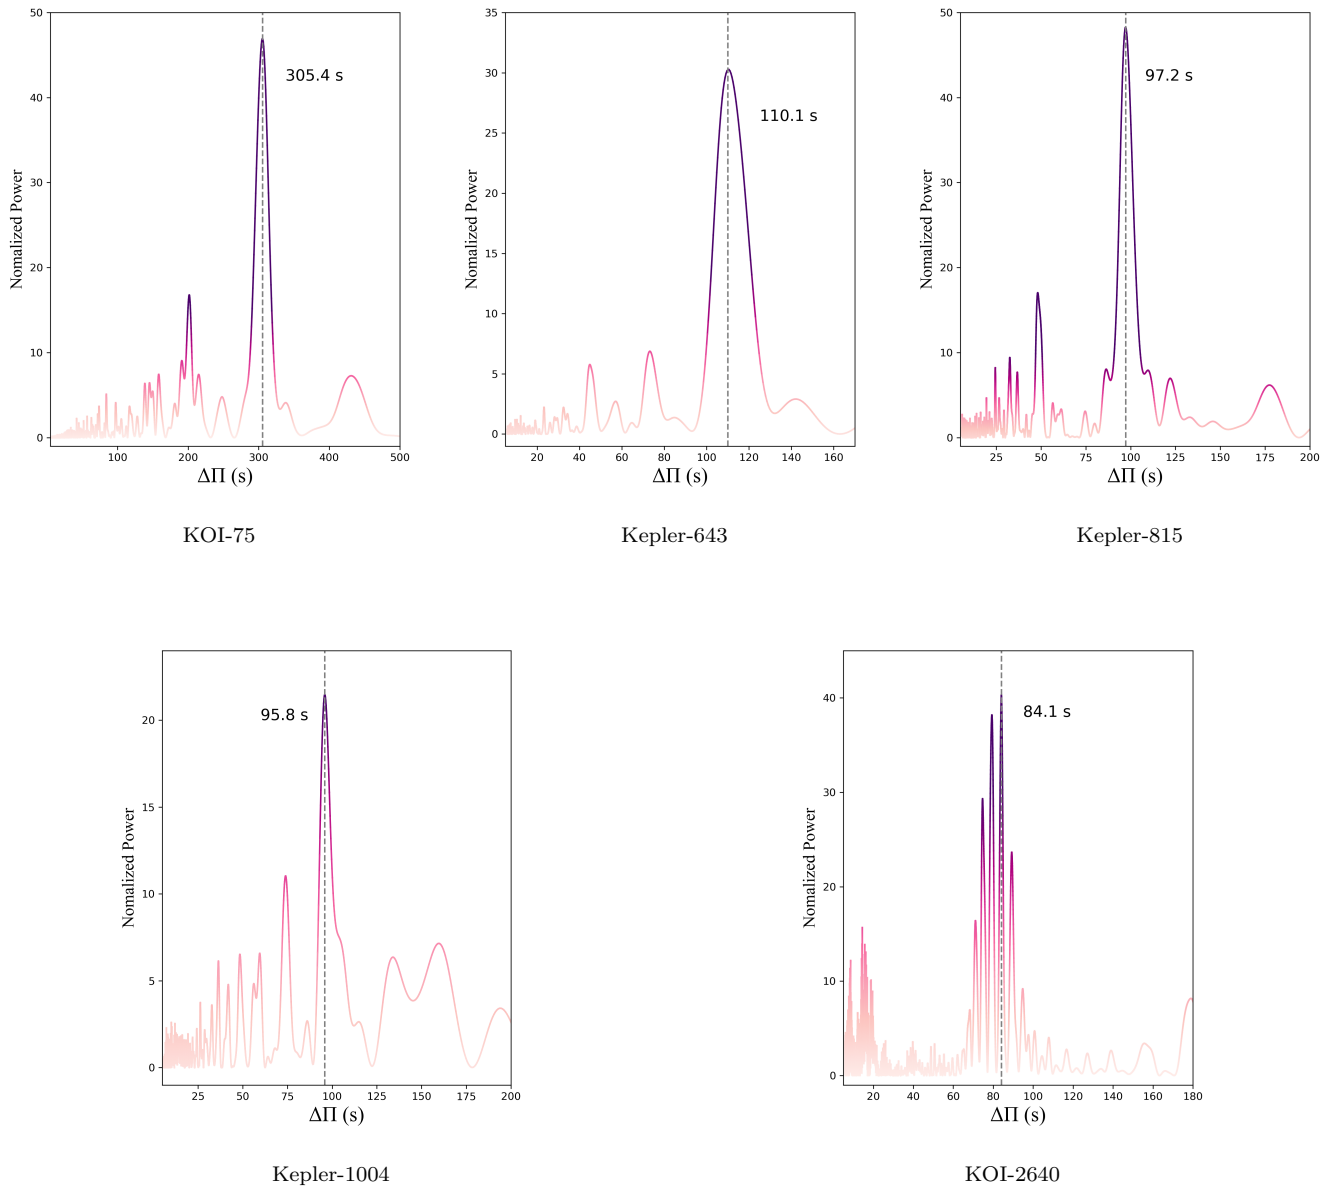 50
40
30
20
10
0
Nomalized Power
305.4 s
100 200 300 400 500
ΔΠ (s)
KOI-75
35
30
25
20
15
10
5
0
Nomalized Power
110.1 s
20 40 60 80 100 120 140 160
ΔΠ (s)
Kepler-643
50
40
30
20
10
0
Nomalized Power
97.2 s
25 50 75 100 125 150 175 200
ΔΠ (s)
Kepler-815
20
15
10
5
0
Nomalized Power
95.8 s
25 50 75 100 125 150 175 200
ΔΠ (s)
Kepler-1004
40
30
20
10
0
Nomalized Power
84.1 s
20 40 60 80 100 120 140 160 180
ΔΠ (s)
KOI-2640